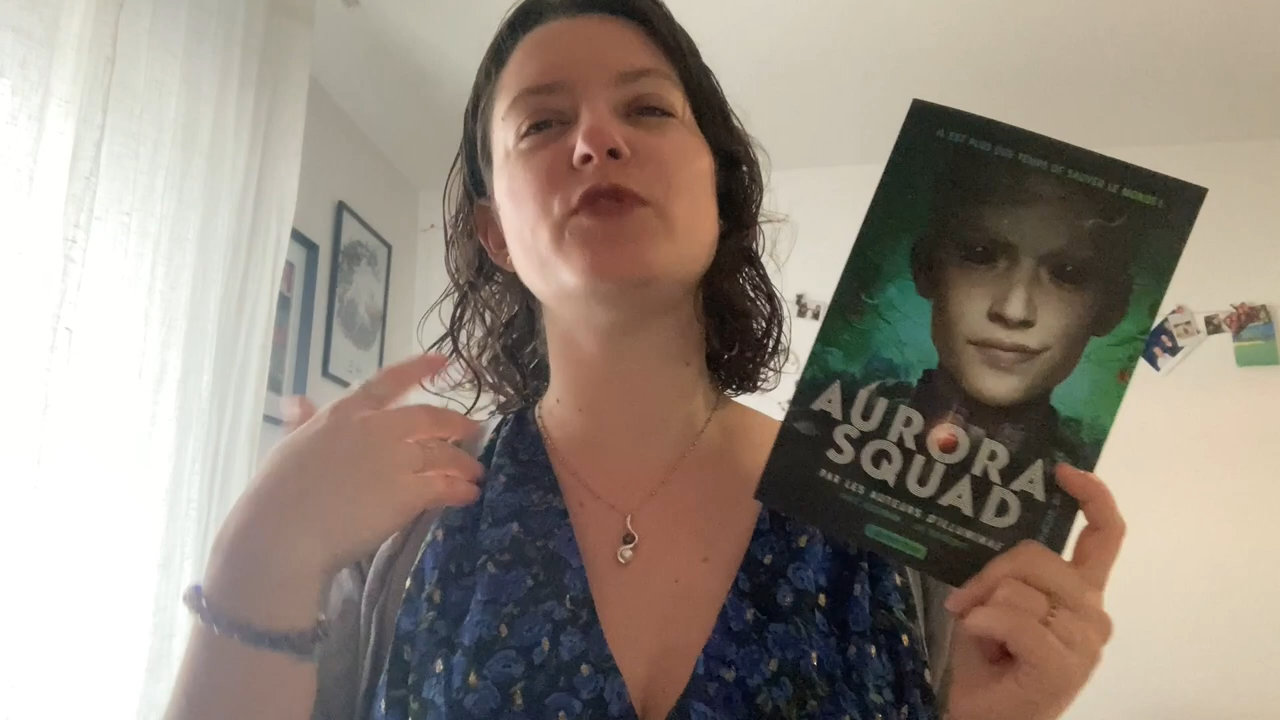 IL EST PLUS QUE TEMPS DE SAUVER LE MONDE !
AURORA
SQUAD
PAR LES AUTEURS D'ILLUMINAE